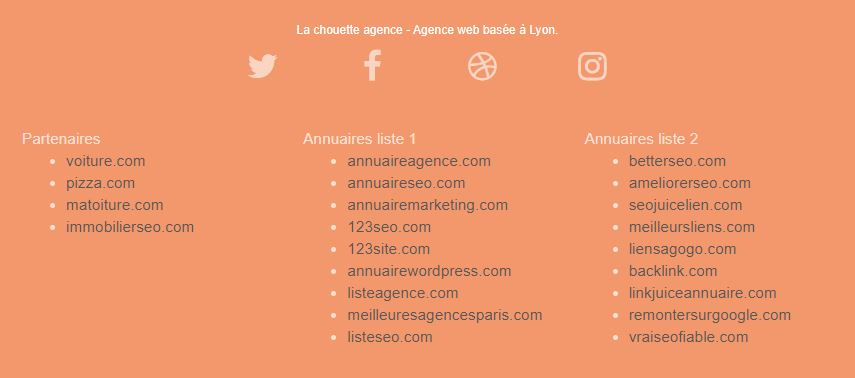 La chouette agence - Agence web basée à Lyon.
Partenaires
voiture.com
pizza.com
matoiture.com
immobilierseo.com
Annuaires liste 1
annuaireagence.com
annuaireseo.com
annuairemarketing.com
123seo.com
123site.com
annuairewordpress.com
listeagence.com
meilleuresagencesparis.com
listeseo.com
Annuaires liste 2
betterseo.com
ameliorerseo.com
seojuicelien.com
meilleursliens.com
liensagogo.com
backlink.com
linkjuiceannuaire.com
remontersurgoogle.com
vraiseofiable.com